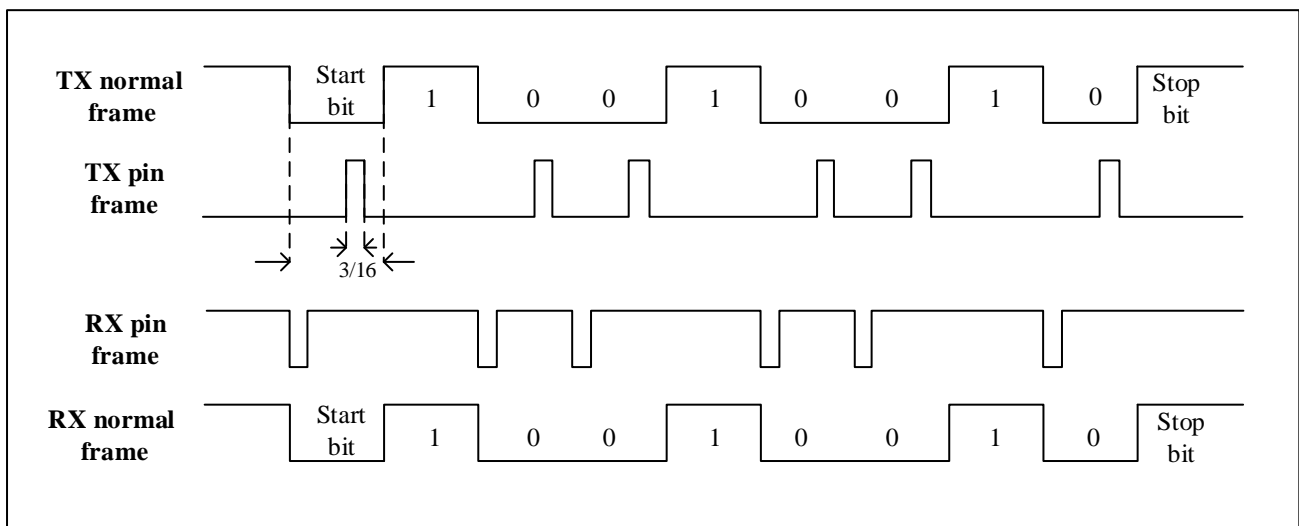 TX normal
frame
Start
bit
1
0
0
1
0
0
1
0
Stop
bit
TX pin
frame
3/16
RX pin
frame
RX normal
frame
Start
bit
1
0
0
1
0
0
1
0
Stop
bit